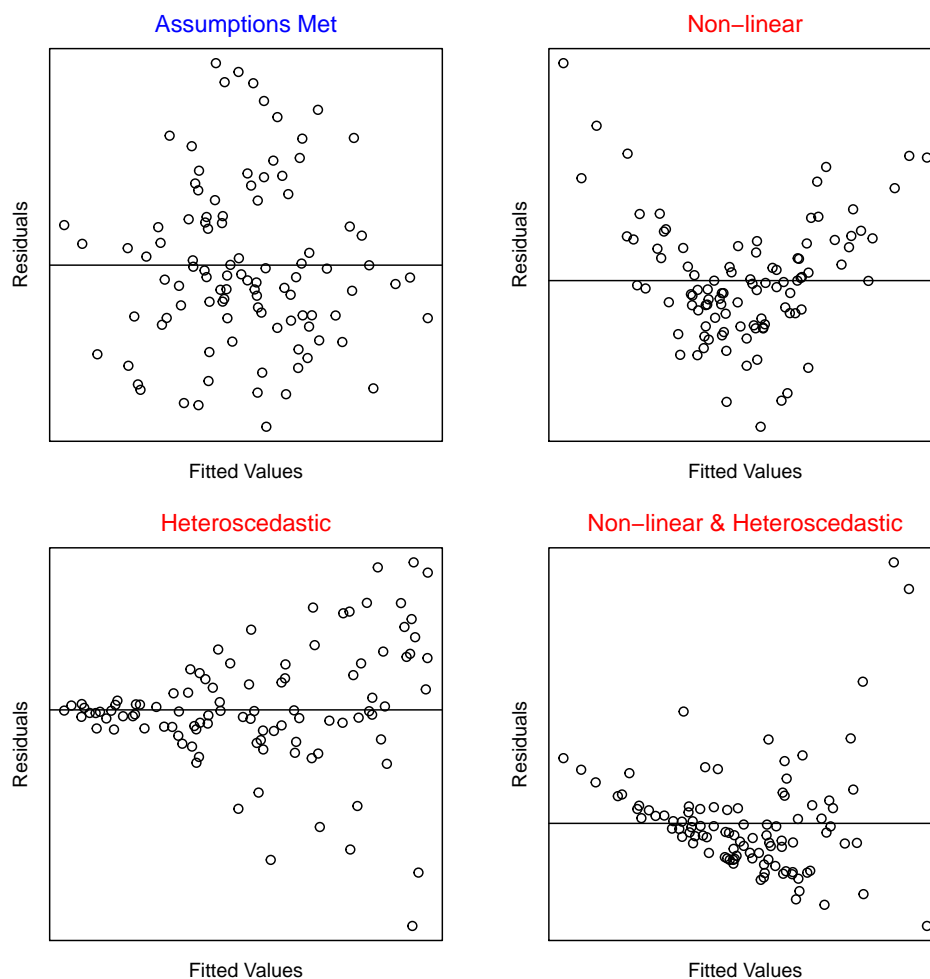 Assumptions Met
Non−linear
Residuals
Residuals
Fitted Values
Fitted Values
Heteroscedastic
Non−linear & Heteroscedastic
Residuals
Residuals
Fitted Values
Fitted Values